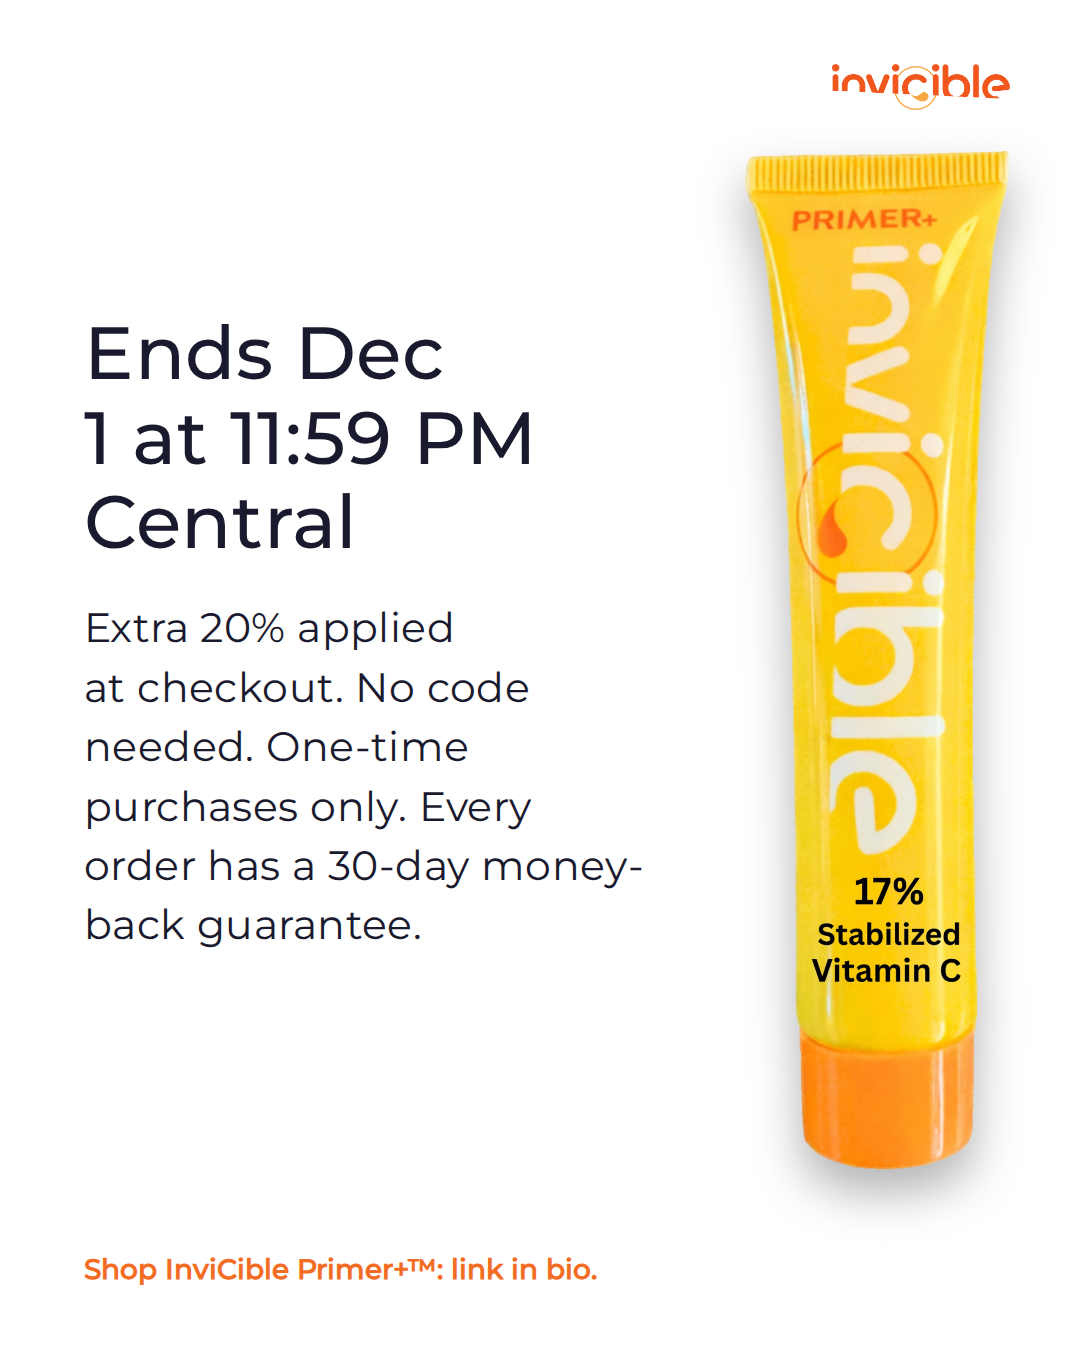 invicible
PRIMER+
invicible
Ends Dec
1 at 11:59 PM
Central
Extra 20% applied
at checkout. No code
needed. One-time
purchases only. Every
order has a 30-day money-
back guarantee.
17%
Stabilized
Vitamin C
Shop InviCible Primer+™: link in bio.